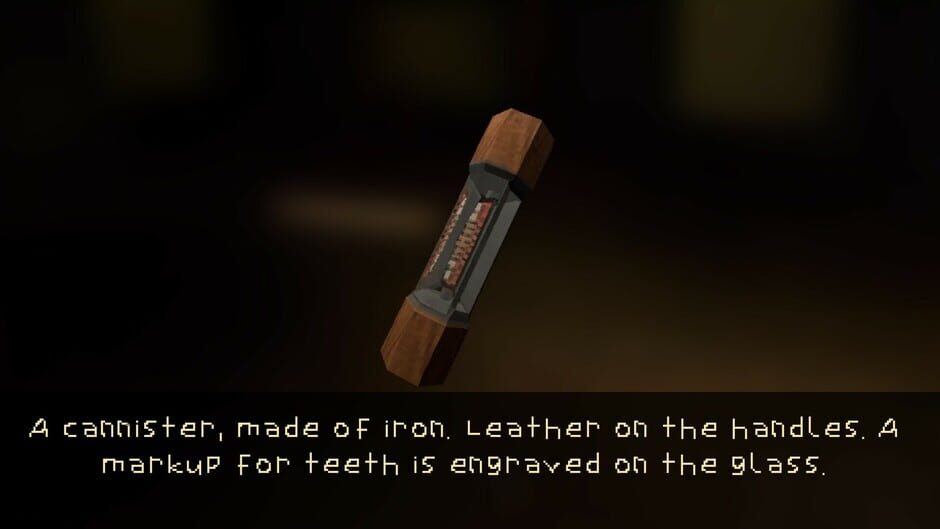 A cannister, made of iron. Leather on the handles. A
markup for teeth is engraved on the glass.